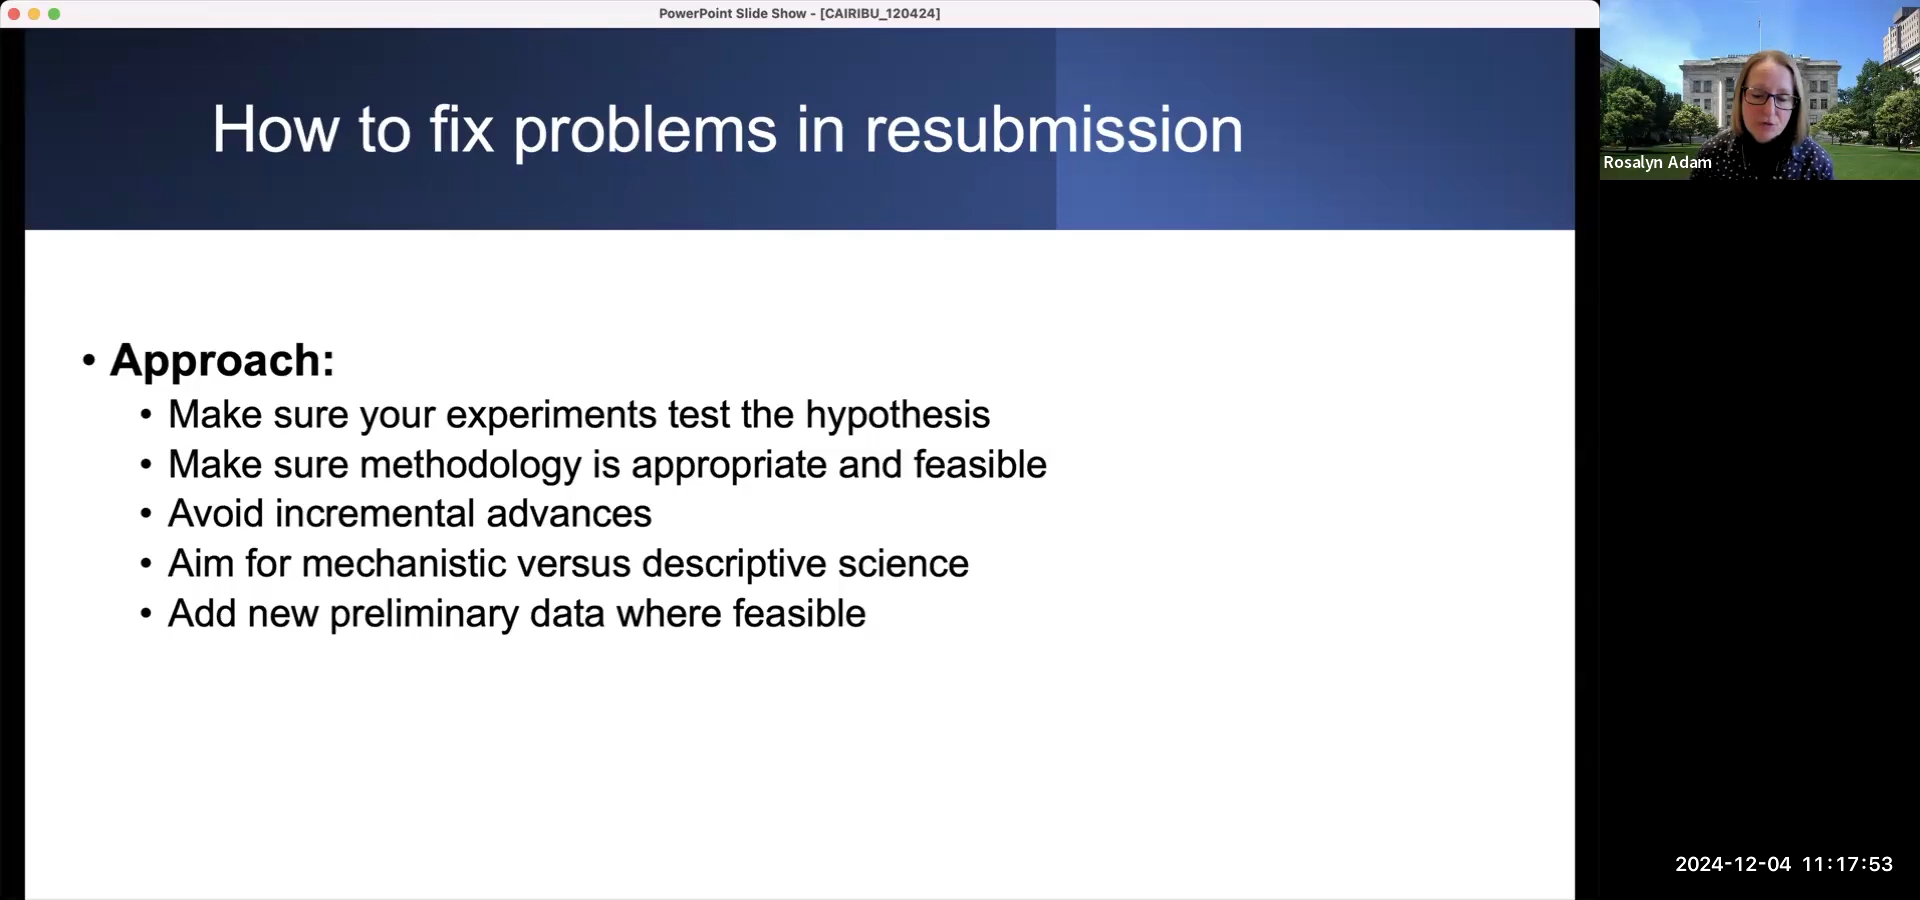 PowerPoint Slide Show - [CAIRIBU_120424]
How to fix problems in resubmission
• Approach:
• Make sure your experiments test the hypothesis
• Make sure methodology is appropriate and feasible
• Avoid incremental advances
• Aim for mechanistic versus descriptive science
• Add new preliminary data where feasible
Rosalyn Adam
2024-12-04 11:17:53